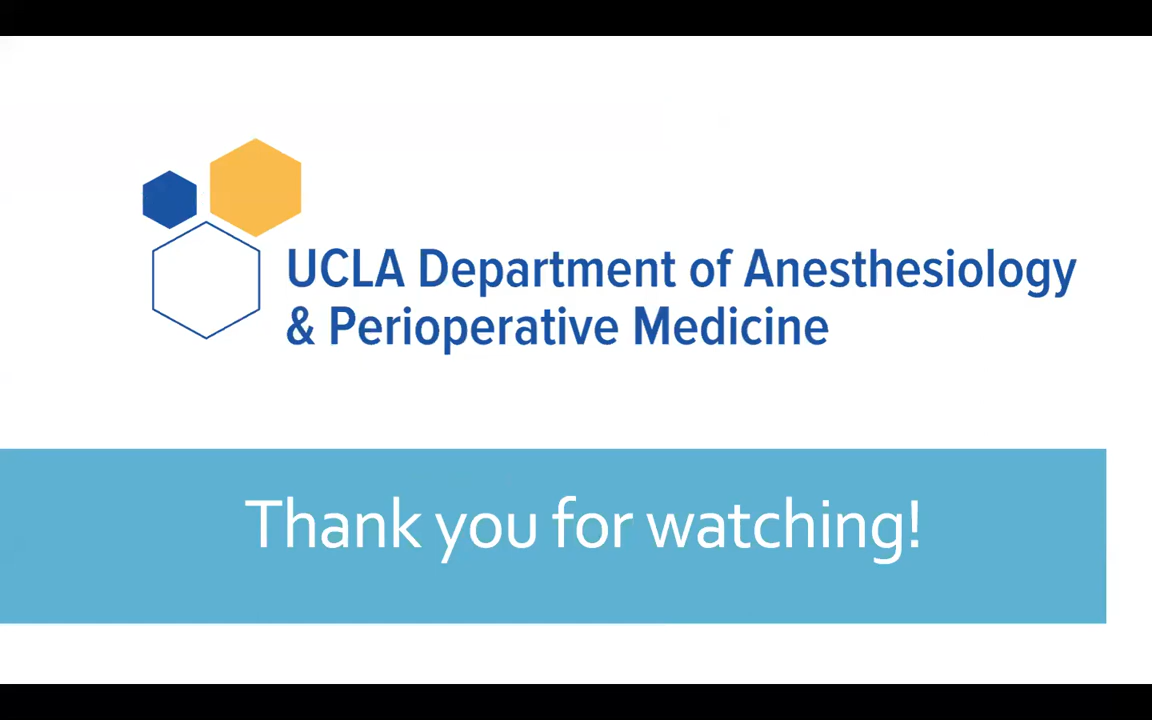 UCLA Department of Anesthesiology
& Perioperative Medicine
Thank you for watching!